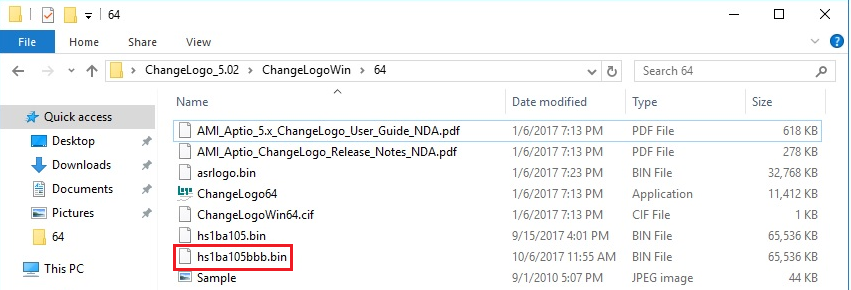 64
File Home Share View
ChangeLogo_5.02 ChangeLogoWin 64 Search 64
Name Date modified Type Size
Quick access
Desktop
Downloads
Documents
Pictures
64
This PC
AMI_Aptio_5.x_ChangeLogo_User_Guide_NDA.pdf 1/6/2017 7:13 PM PDF File 618 KB
AMI_Aptio_ChangeLogo_Release_Notes_NDA.pdf 1/6/2017 7:13 PM PDF File 278 KB
asrlogo.bin 1/6/2017 7:23 PM BIN File 32,768 KB
ChangeLogo64 1/6/2017 7:13 PM Application 11,412 KB
ChangeLogoWin64.cif 1/6/2017 7:13 PM CIF File 1 KB
hs1ba105.bin 9/15/2017 4:01 PM BIN File 65,536 KB
hs1ba105bbb.bin 10/6/2017 11:55 AM BIN File 65,536 KB
Sample 9/1/2010 5:07 PM JPEG image 44 KB